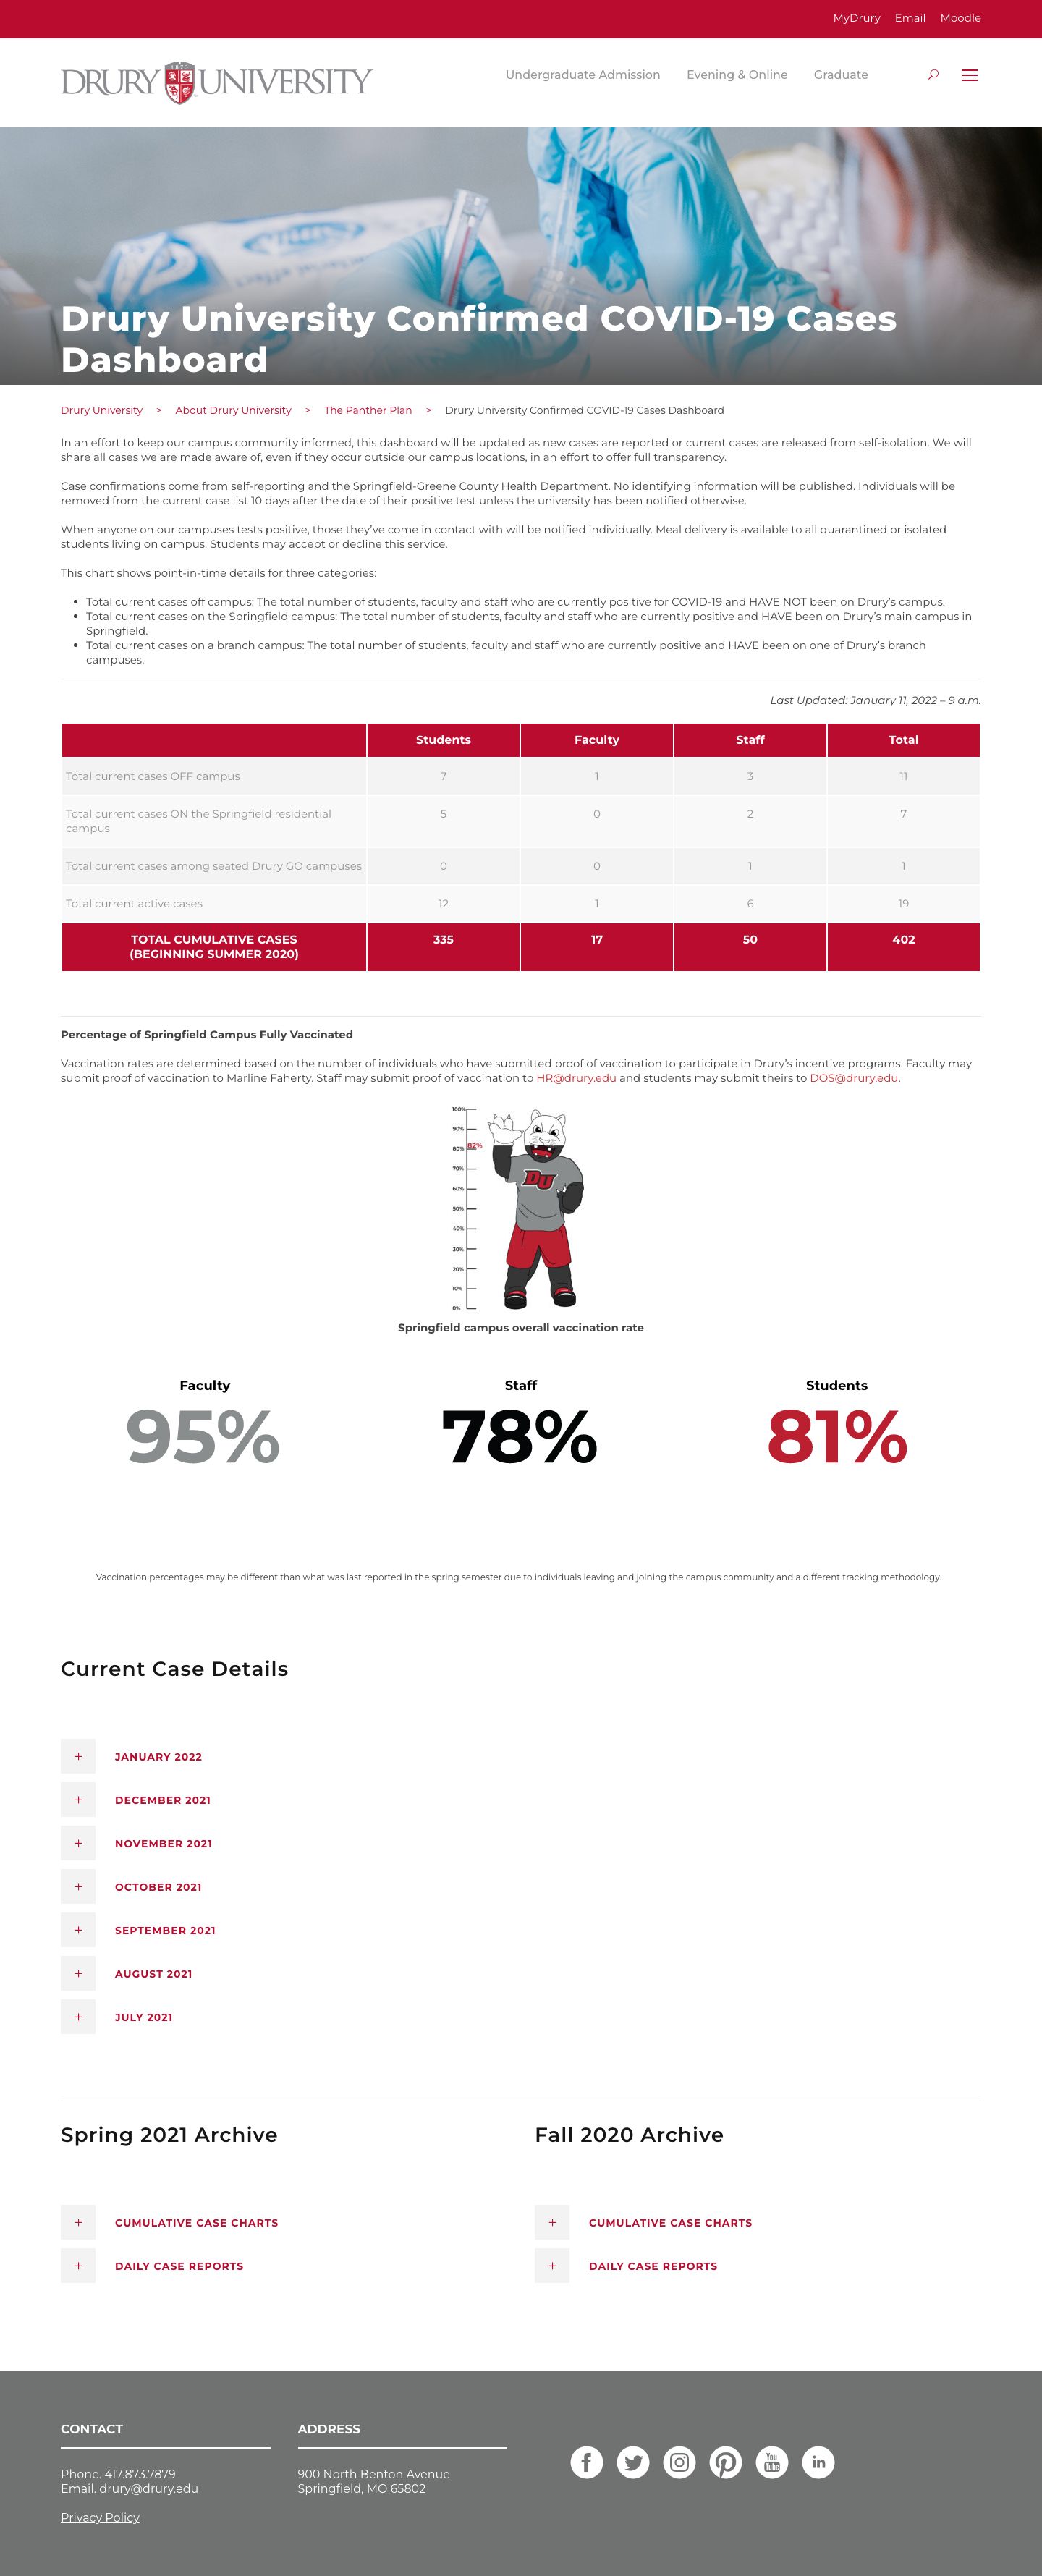 MyDrury Email Moodle
DRURY UNIVERSITY
Undergraduate Admission Evening & Online Graduate
Drury University Confirmed COVID-19 Cases
Dashboard
Drury University > About Drury University > The Panther Plan > Drury University Confirmed COVID-19 Cases Dashboard
In an effort to keep our campus community informed, this dashboard will be updated as new cases are reported or current cases are released from self-isolation. We will
share all cases we are made aware of, even if they occur outside our campus locations, in an effort to offer full transparency.
Case confirmations come from self-reporting and the Springfield-Greene County Health Department. No identifying information will be published. Individuals will be
removed from the current case list 10 days after the date of their positive test unless the university has been notified otherwise.
When anyone on our campuses tests positive, those they’ve come in contact with will be notified individually. Meal delivery is available to all quarantined or isolated
students living on campus. Students may accept or decline this service.
This chart shows point-in-time details for three categories:
• Total current cases off campus: The total number of students, faculty and staff who are currently positive for COVID-19 and HAVE NOT been on Drury’s campus.
• Total current cases on the Springfield campus: The total number of students, faculty and staff who are currently positive and HAVE been on Drury’s main campus in
Springfield.
• Total current cases on a branch campus: The total number of students, faculty and staff who are currently positive and HAVE been on one of Drury’s branch
campuses.
Last Updated: January 11, 2022 – 9 a.m.
Students Faculty Staff Total
Total current cases OFF campus 7 1 3 11
Total current cases ON the Springfield residential 5 0 2 7
campus
Total current cases among seated Drury GO campuses 0 0 1 1
Total current active cases 12 1 6 19
TOTAL CUMULATIVE CASES 335 17 50 402
(BEGINNING SUMMER 2020)
Percentage of Springfield Campus Fully Vaccinated
Vaccination rates are determined based on the number of individuals who have submitted proof of vaccination to participate in Drury’s incentive programs. Faculty may
submit proof of vaccination to Marline Faherty. Staff may submit proof of vaccination to HR@drury.edu and students may submit theirs to DOS@drury.edu.
100%
90%
82%
80%
70%
DU
60%
50%
40%
30%
20%
10%
0%
Springfield campus overall vaccination rate
Faculty Staff Students
95% 78% 81%
Vaccination percentages may be different than what was last reported in the spring semester due to individuals leaving and joining the campus community and a different tracking methodology.
Current Case Details
+ JANUARY 2022
+ DECEMBER 2021
+ NOVEMBER 2021
+ OCTOBER 2021
+ SEPTEMBER 2021
+ AUGUST 2021
+ JULY 2021
Spring 2021 Archive
+ CUMULATIVE CASE CHARTS
+ DAILY CASE REPORTS
Fall 2020 Archive
+ CUMULATIVE CASE CHARTS
+ DAILY CASE REPORTS
CONTACT
Phone. 417.873.7879
Email. drury@drury.edu
Privacy Policy
ADDRESS
900 North Benton Avenue
Springfield, MO 65802
You
Tube
in